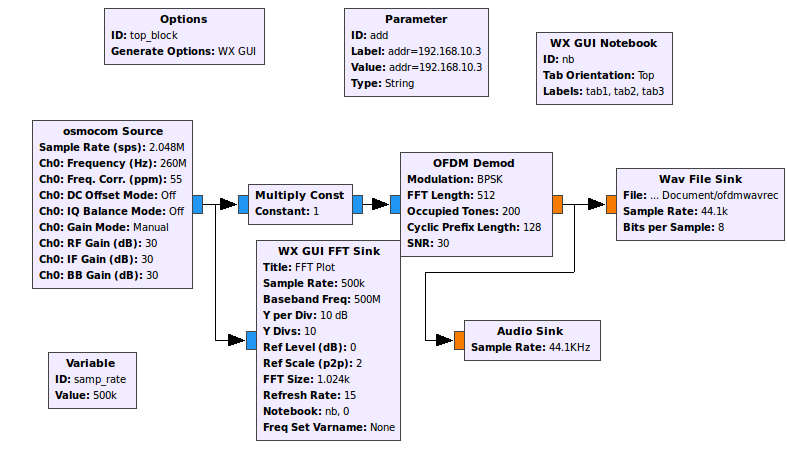 Options
ID: top_block
Generate Options: WX GUI
Parameter
ID: add
Label: addr=192.168.10.3
Value: addr=192.168.10.3
Type: String
WX GUI Notebook
ID: nb
Tab Orientation: Top
Labels: tab1, tab2, tab3
osmocom Source
Sample Rate (sps): 2.048M
Ch0: Frequency (Hz): 260M
Ch0: Freq. Corr. (ppm): 55
Ch0: DC Offset Mode: Off
Ch0: IQ Balance Mode: Off
Ch0: Gain Mode: Manual
Ch0: RF Gain (dB): 30
Ch0: IF Gain (dB): 30
Ch0: BB Gain (dB): 30
Multiply Const
Constant: 1
OFDM Demod
Modulation: BPSK
FFT Length: 512
Occupied Tones: 200
Cyclic Prefix Length: 128
SNR: 30
Wav File Sink
File: ... Document/ofdmwavrec
Sample Rate: 44.1k
Bits per Sample: 8
WX GUI FFT Sink
Title: FFT Plot
Sample Rate: 500k
Baseband Freq: 500M
Y per Div: 10 dB
Y Divs: 10
Ref Level (dB): 0
Ref Scale (p2p): 2
FFT Size: 1.024k
Refresh Rate: 15
Notebook: nb, 0
Freq Set Varname: None
Audio Sink
Sample Rate: 44.1KHz
Variable
ID: samp_rate
Value: 500k